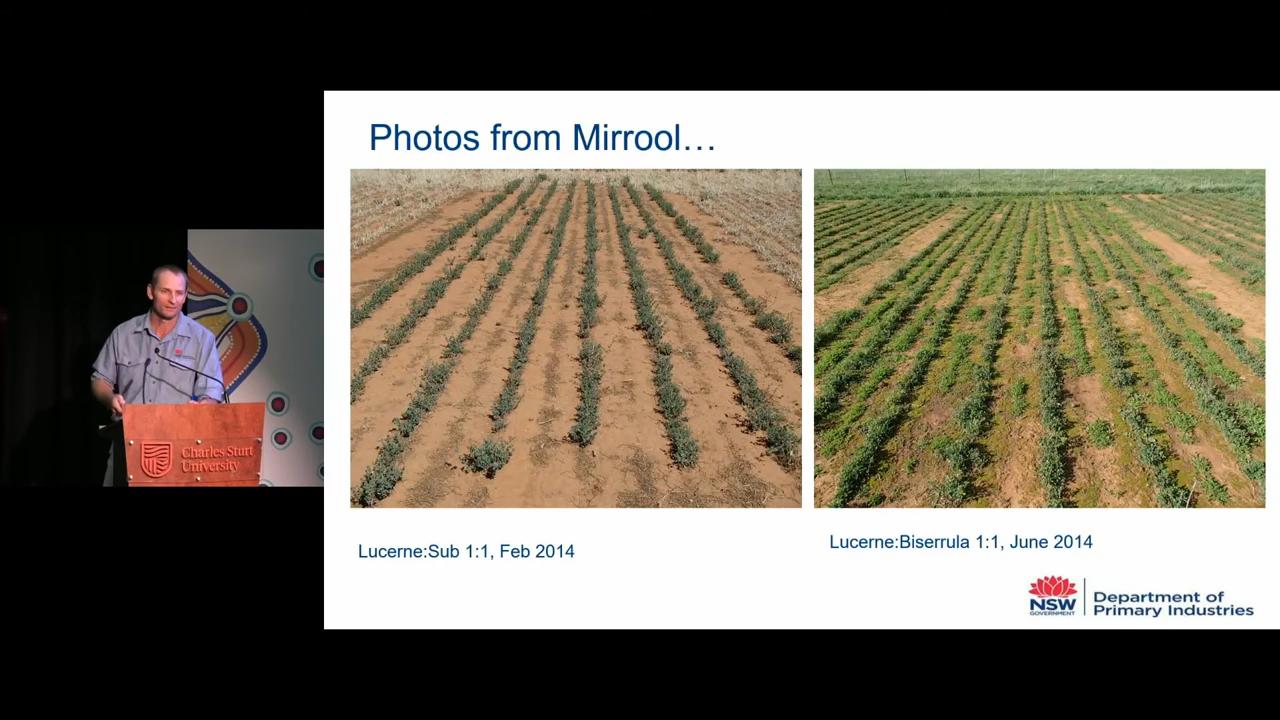 Photos from Mirrool…
Lucerne:Sub 1:1, Feb 2014
Lucerne:Biserrula 1:1, June 2014
NSW
GOVERNMENT
Department of
Primary Industries
Charles Sturt
University